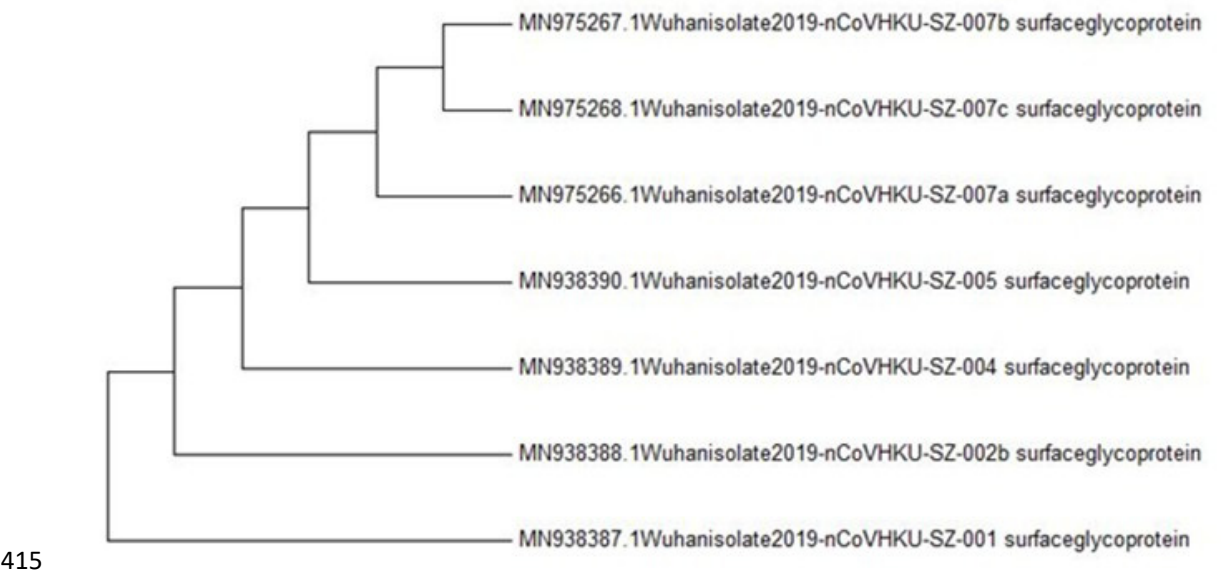 MN975267.1Wuhanisolate2019-nCoVHKU-SZ-007b surfaceglycoprotein
MN975268.1Wuhanisolate2019-nCoVHKU-SZ-007c surfaceglycoprotein
MN975266.1Wuhanisolate2019-nCoVHKU-SZ-007a surfaceglycoprotein
MN938390.1Wuhanisolate2019-nCoVHKU-SZ-005 surfaceglycoprotein
MN938389.1Wuhanisolate2019-nCoVHKU-SZ-004 surfaceglycoprotein
MN938388.1Wuhanisolate2019-nCoVHKU-SZ-002b surfaceglycoprotein
MN938387.1Wuhanisolate2019-nCoVHKU-SZ-001 surfaceglycoprotein
415